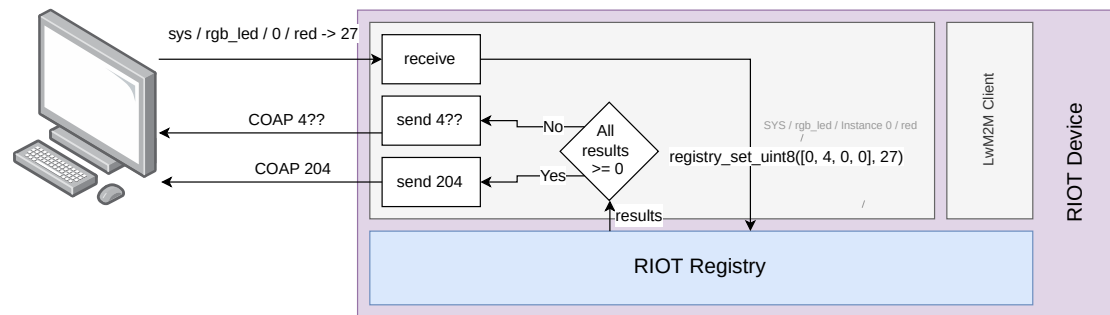 sys / rgb_led / 0 / red -> 27
receive
COAP 4??
send 4??
No
All
results
>= 0
SYS / rgb_led / Instance 0 / red
/
registry_set_uint8([0, 4, 0, 0], 27)
COAP 204
send 204
Yes
/
results
RIOT Registry
LwM2M Client
RIOT Device